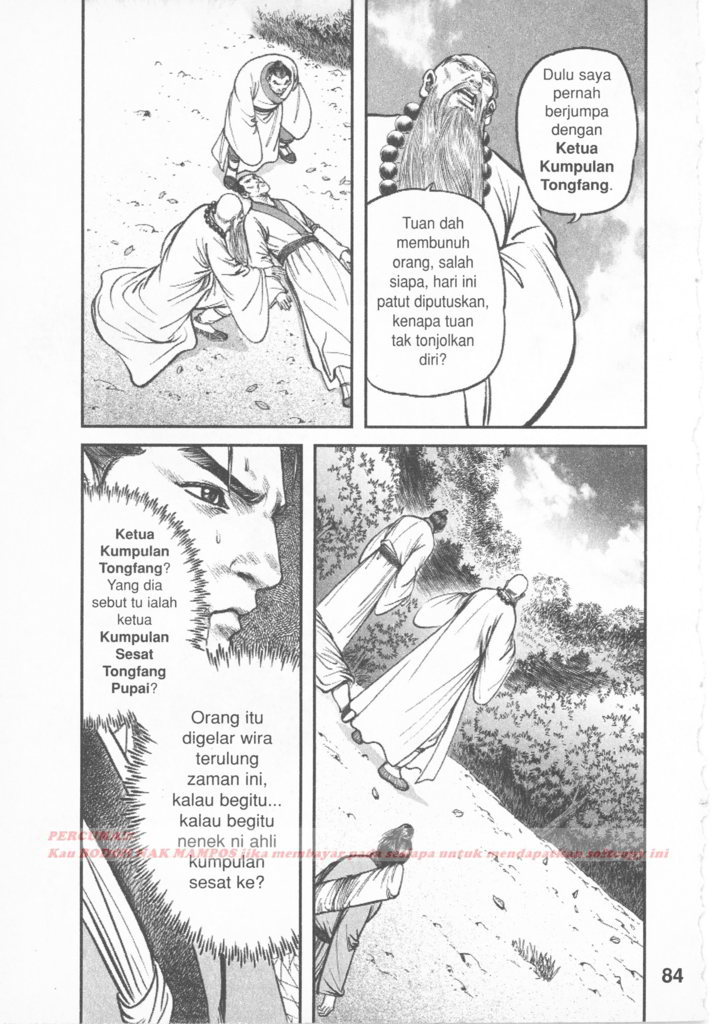 Dulu saya
pernah
berjumpa
dengan
Ketua
Kumpulan
Tongfang.
Tuan dah
membunuh
orang, salah
siapa, hari ini
patut diputuskan,
kenapa tuan
tak tonjolkan
diri?
Ketua
Kumpulan
Tongfang?
Yang dia
sebut tu ialah
ketua
Kumpulan
Sesat
Tongfang
Pupai?
Orang itu
digelar wira
terulung
zaman ini,
kalau begitu...
kalau begitu
nenek ni ahli
kumpulan
sesat ke?
PERCUMA!!
Kau BODOH NAK MAMPOS jika membayar pada sesiapa untuk mendapatkan softcopy ini
84